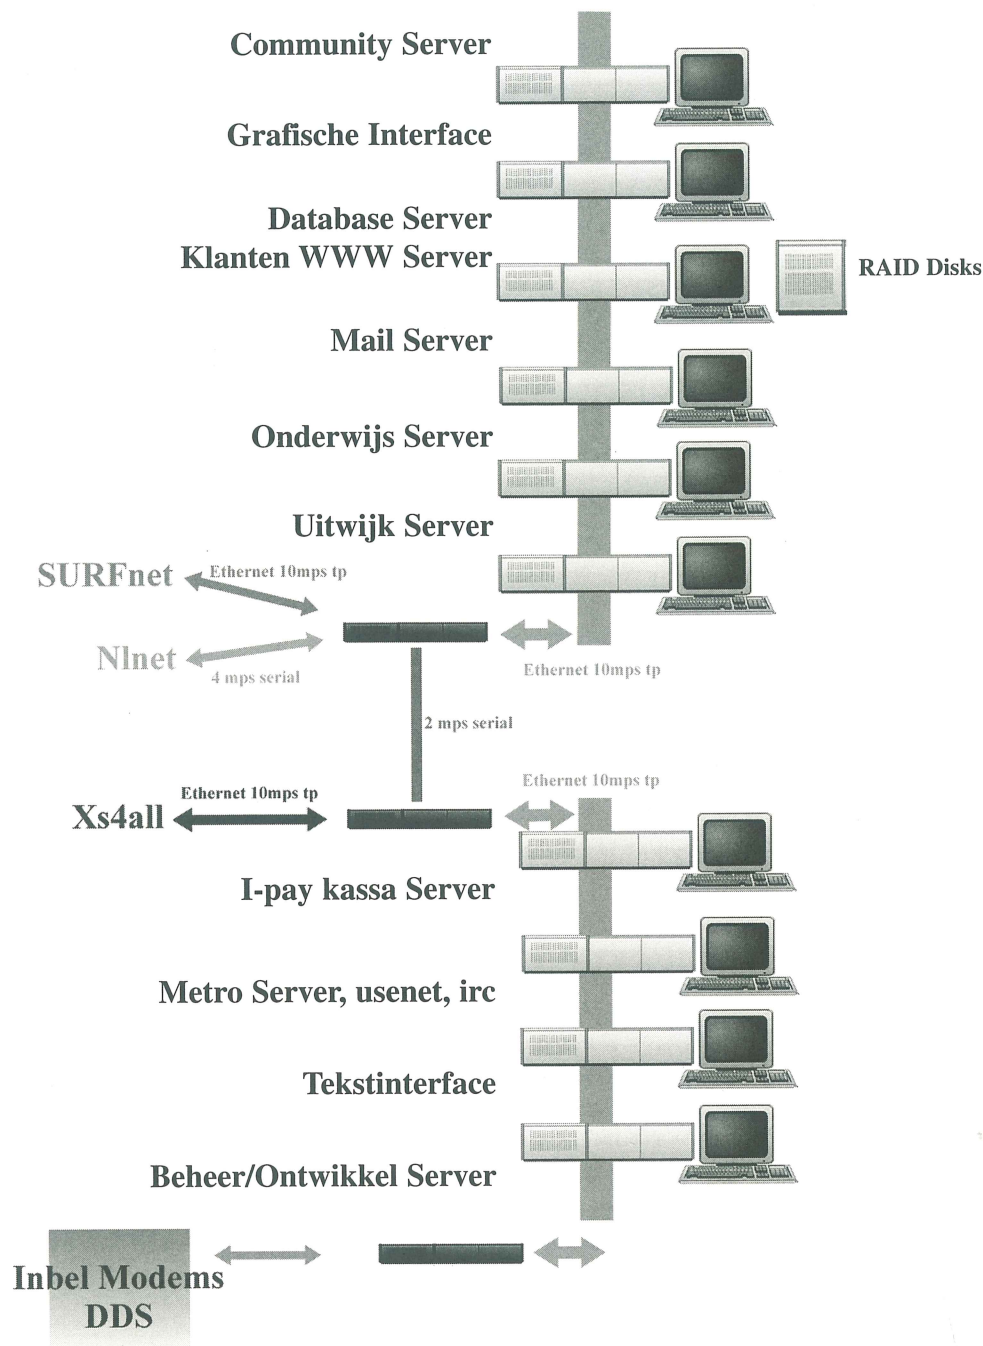 Community Server
Grafische Interface
Database Server
Klanten WWW Server
RAID Disks
Mail Server
Onderwijs Server
Uitwijk Server
SURFnet
Ethernet 10mps tp
Nlnet
4 mps serial
Ethernet 10mps tp
2 mps serial
Ethernet 10mps tp
Xs4all
Ethernet 10mps tp
I-pay kassa Server
Metro Server, usenet, irc
Tekstinterface
Beheer/Ontwikkel Server
Inbel Modems
DDS